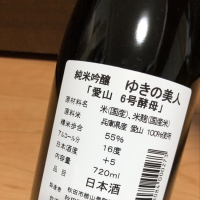 純米吟醸 ゆきの美人
「愛山 6号酵母」
原材料名 米(国産)、米麹(国産米)
原料米 兵庫県産 愛山 100%使用
精米歩合 55%
アルコール分 16度
日本酒度 +5
内容量 720ml
日本酒